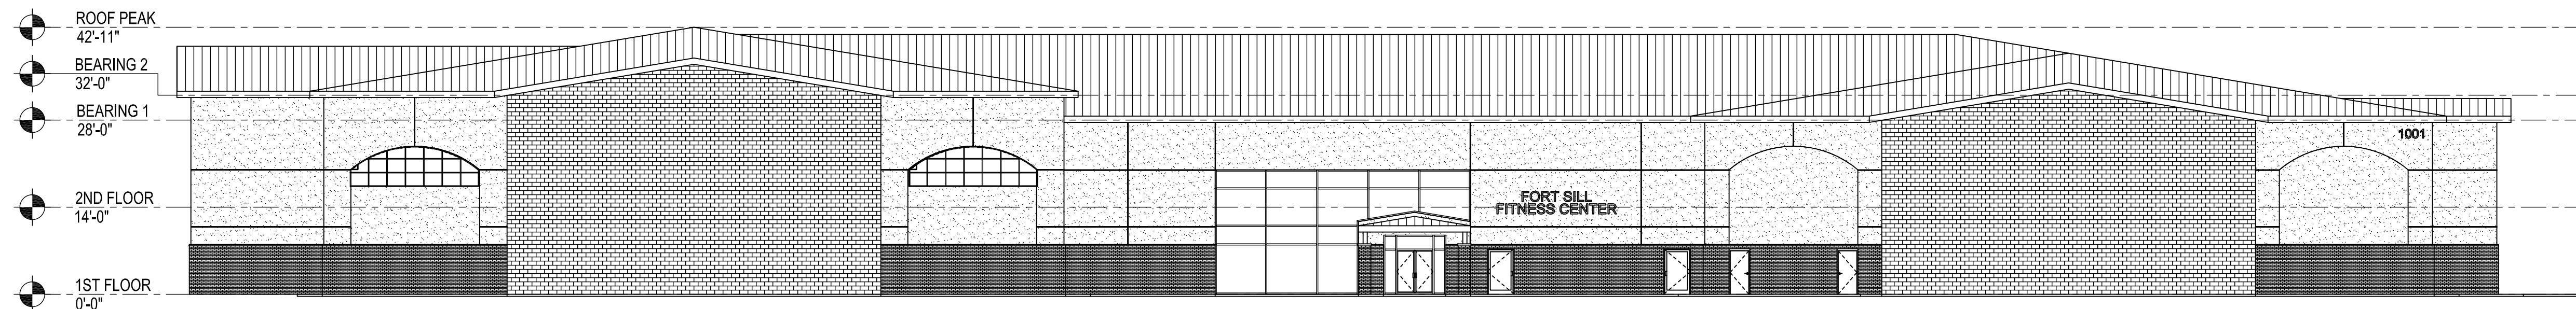 ROOF PEAK
42'-11"
BEARING 2
32'-0"
BEARING 1
28'-0"
1001
2ND FLOOR
14'-0"
FORT SILL
FITNESS CENTER
1ST FLOOR
0'-0"